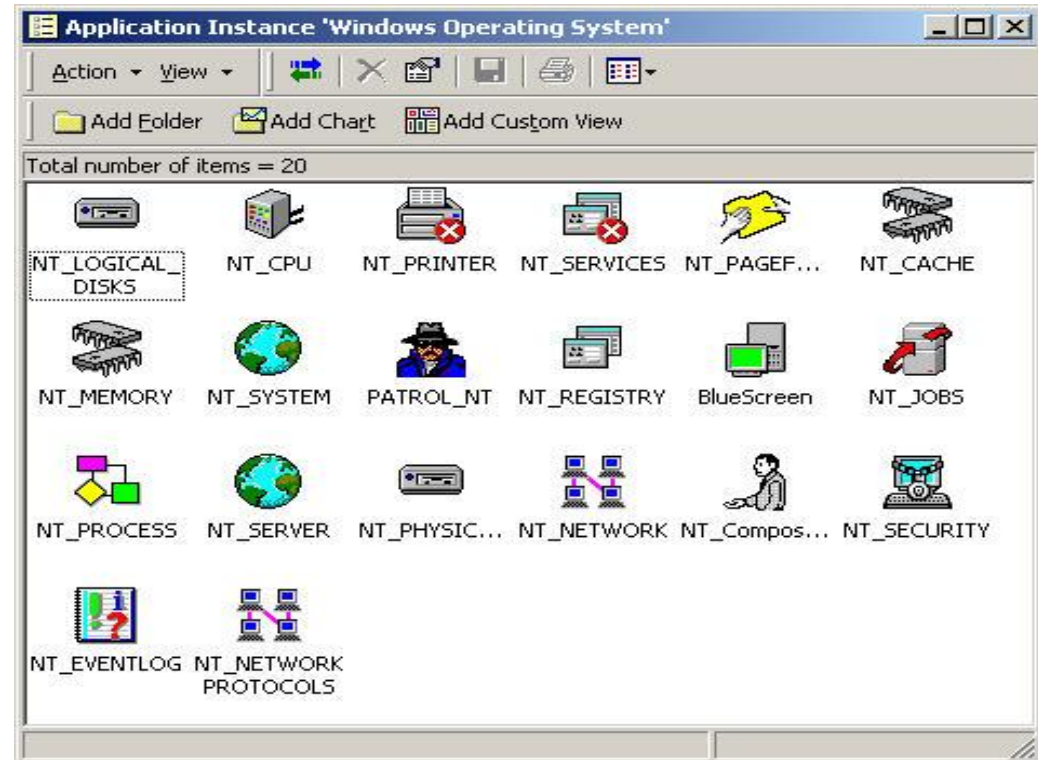 Application Instance 'Windows Operating System'
Action View
Add Folder Add Chart Add Custom View
Total number of items = 20
NT_LOGICAL_DISKS NT_CPU NT_PRINTER NT_SERVICES NT_PAGEF... NT_CACHE
NT_MEMORY NT_SYSTEM PATROL_NT NT_REGISTRY BlueScreen NT_JOBS
NT_PROCESS NT_SERVER NT_PHYSIC... NT_NETWORK NT_Compos... NT_SECURITY
NT_EVENTLOG NT_NETWORK PROTOCOLS